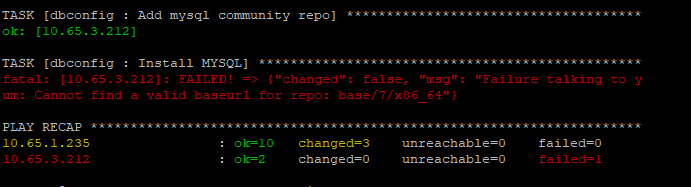 TASK [dbconfig : Add mysql community repo] *************************************
ok: [10.65.3.212]
TASK [dbconfig : Install MYSQL] ************************************************
fatal: [10.65.3.212]: FAILED! => {"changed": false, "msg": "Failure talking to y
um: Cannot find a valid baseurl for repo: base/7/x86_64"}
PLAY RECAP *********************************************************************
10.65.1.235 : ok=10 changed=3 unreachable=0 failed=0
10.65.3.212 : ok=2 changed=0 unreachable=0 failed=1